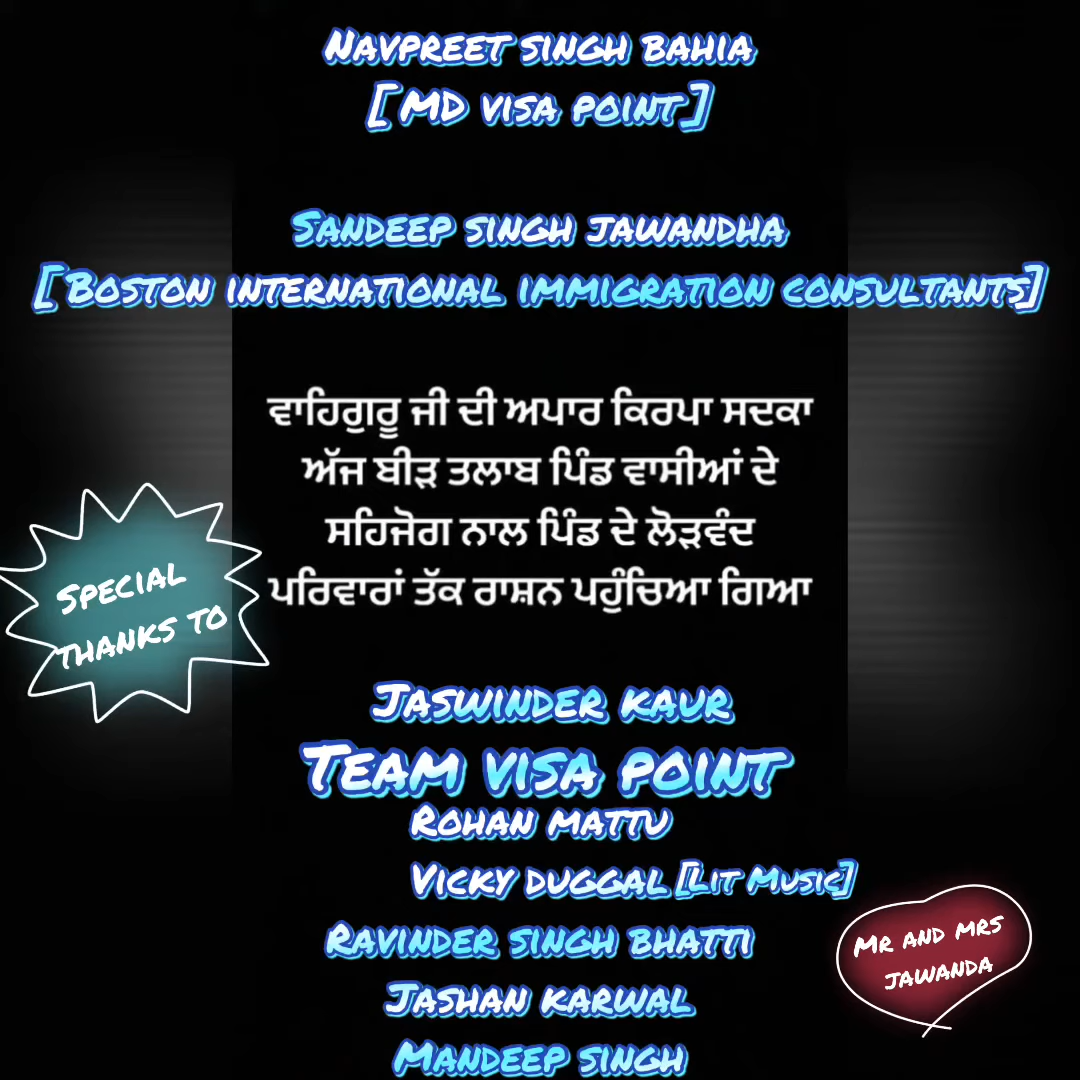 Navpreet singh bahia
[MD visa point]
Sandeep singh jawandha
[Boston international immigration consultants]
ਵਾਹਿਗੁਰੂ ਜੀ ਦੀ ਅਪਾਰ ਕਿਰਪਾ ਸਦਕਾ
ਅੱਜ ਬੀੜ ਤਲਾਬ ਪਿੰਡ ਵਾਸੀਆਂ ਦੇ
ਸਹਿਜੋਗ ਨਾਲ ਪਿੰਡ ਦੇ ਲੋੜਵੰਦ
ਪਰਿਵਾਰਾਂ ਤੱਕ ਰਾਸ਼ਨ ਪਹੁੰਚਿਆ ਗਿਆ
Special
thanks to
Jaswinder kaur
Team visa point
Rohan mattu
Vicky duggal [Lit Music]
Ravinder singh bhatti
Mr and mrs
jawanda
Jashan karwal
Mandeep singh